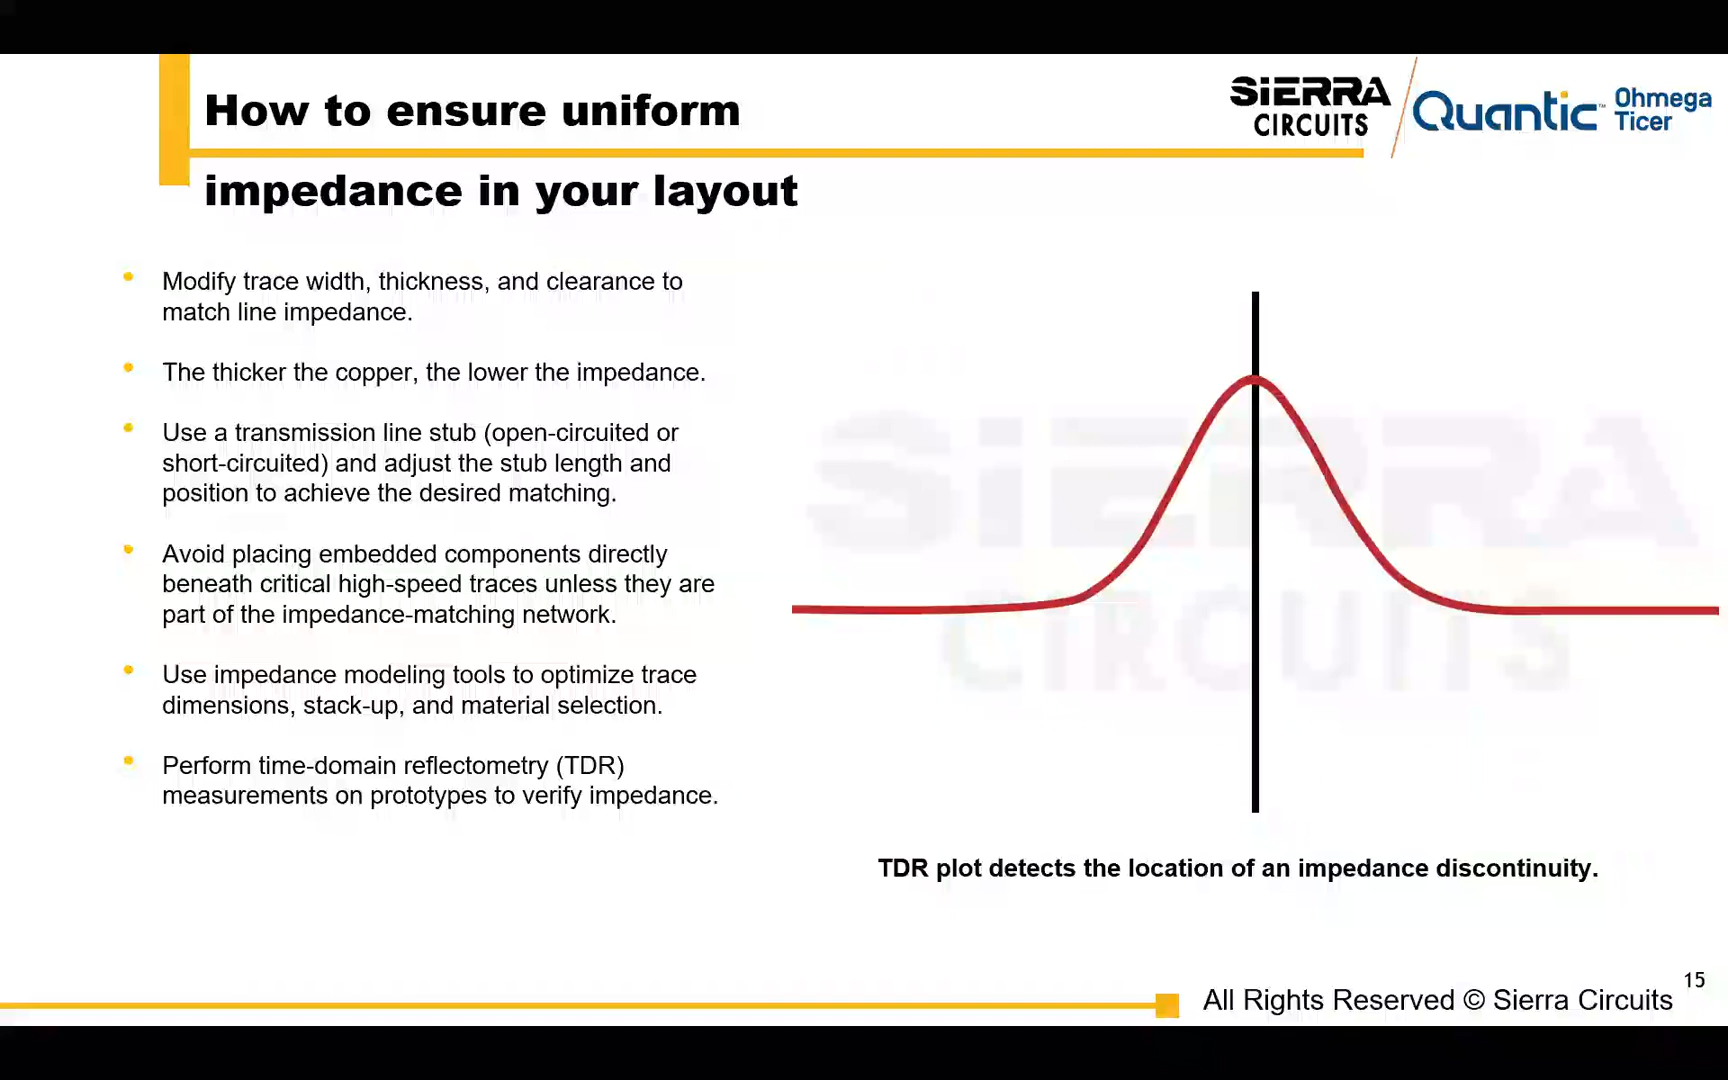 How to ensure uniform
impedance in your layout
SiERRA
CIRCUITS
Quantic™ Ohmega
Ticer
Modify trace width, thickness, and clearance to
match line impedance.
The thicker the copper, the lower the impedance.
Use a transmission line stub (open-circuited or
short-circuited) and adjust the stub length and
position to achieve the desired matching.
Avoid placing embedded components directly
beneath critical high-speed traces unless they are
part of the impedance-matching network.
Use impedance modeling tools to optimize trace
dimensions, stack-up, and material selection.
Perform time-domain reflectometry (TDR)
measurements on prototypes to verify impedance.
SiERRA
CIRCUITS
TDR plot detects the location of an impedance discontinuity.
All Rights Reserved © Sierra Circuits
15